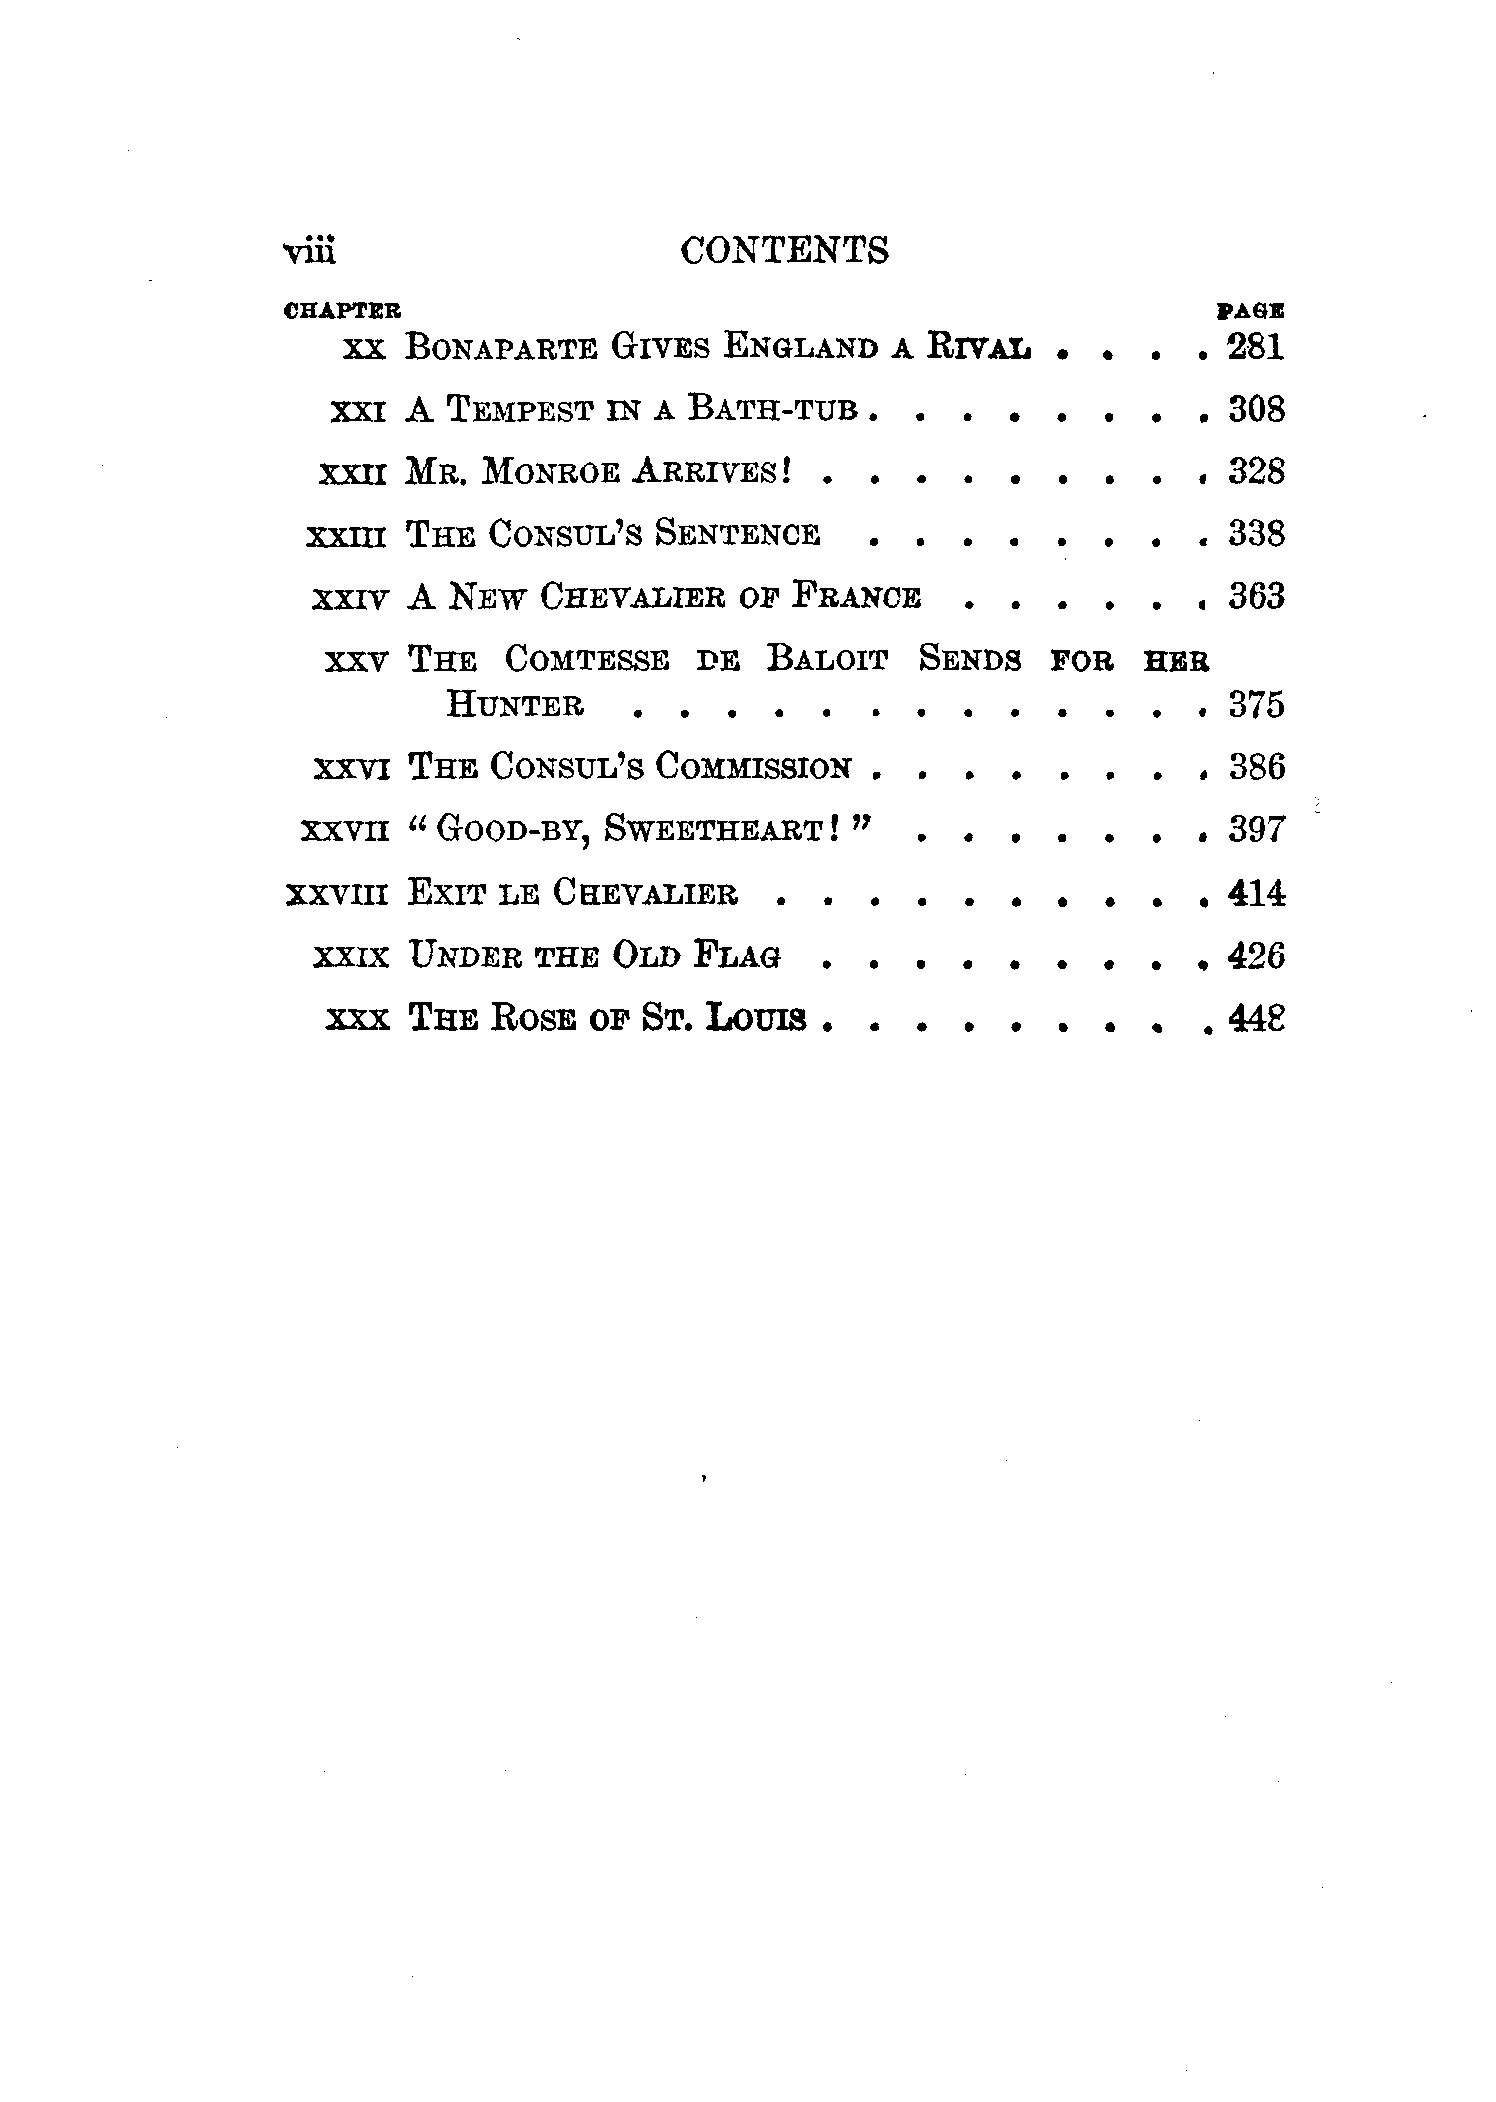 viii CONTENTS
CHAPTER PAGE
XX BONAPARTE GIVES ENGLAND A RIVAL . . . . 281
XXI A TEMPEST IN A BATH-TUB . . . . . . . . 308
XXII MR. MONROE ARRIVES! . . . . . . . . . 328
XXIII THE CONSUL'S SENTENCE . . . . . . . . 338
XXIV A NEW CHEVALIER OF FRANCE . . . . . . 363
XXV THE COMTESSE DE BALOIT SENDS FOR HER
HUNTER . . . . . . . . . . . . . 375
XXVI THE CONSUL'S COMMISSION . . . . . . . . 386
XXVII "GOOD-BY, SWEETHEART!" . . . . . . . 397
XXVIII EXIT LE CHEVALIER . . . . . . . . . . 414
XXIX UNDER THE OLD FLAG . . . . . . . . . 426
XXX THE ROSE OF ST. LOUIS . . . . . . . . . 448